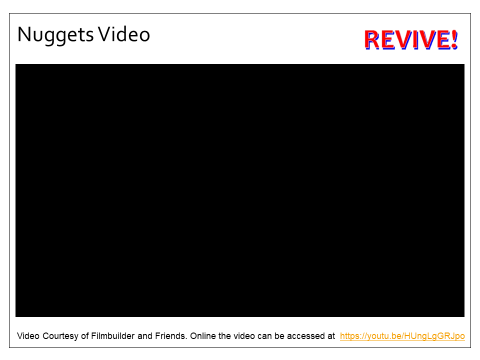 Nuggets Video
REVIVE!
Video Courtesy of Filmbuilder and Friends. Online the video can be accessed at https://youtu.be/HUngLgGRJpo